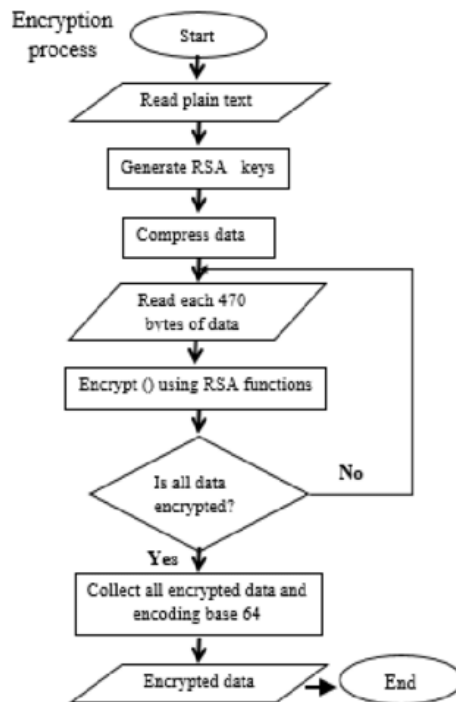 Encryption
process
Start
Read plain text
Generate RSA keys
Compress data
Read each 470
bytes of data
Encrypt () using RSA functions
Is all data
encrypted?
No
Yes
Collect all encrypted data and
encoding base 64
Encrypted data
End